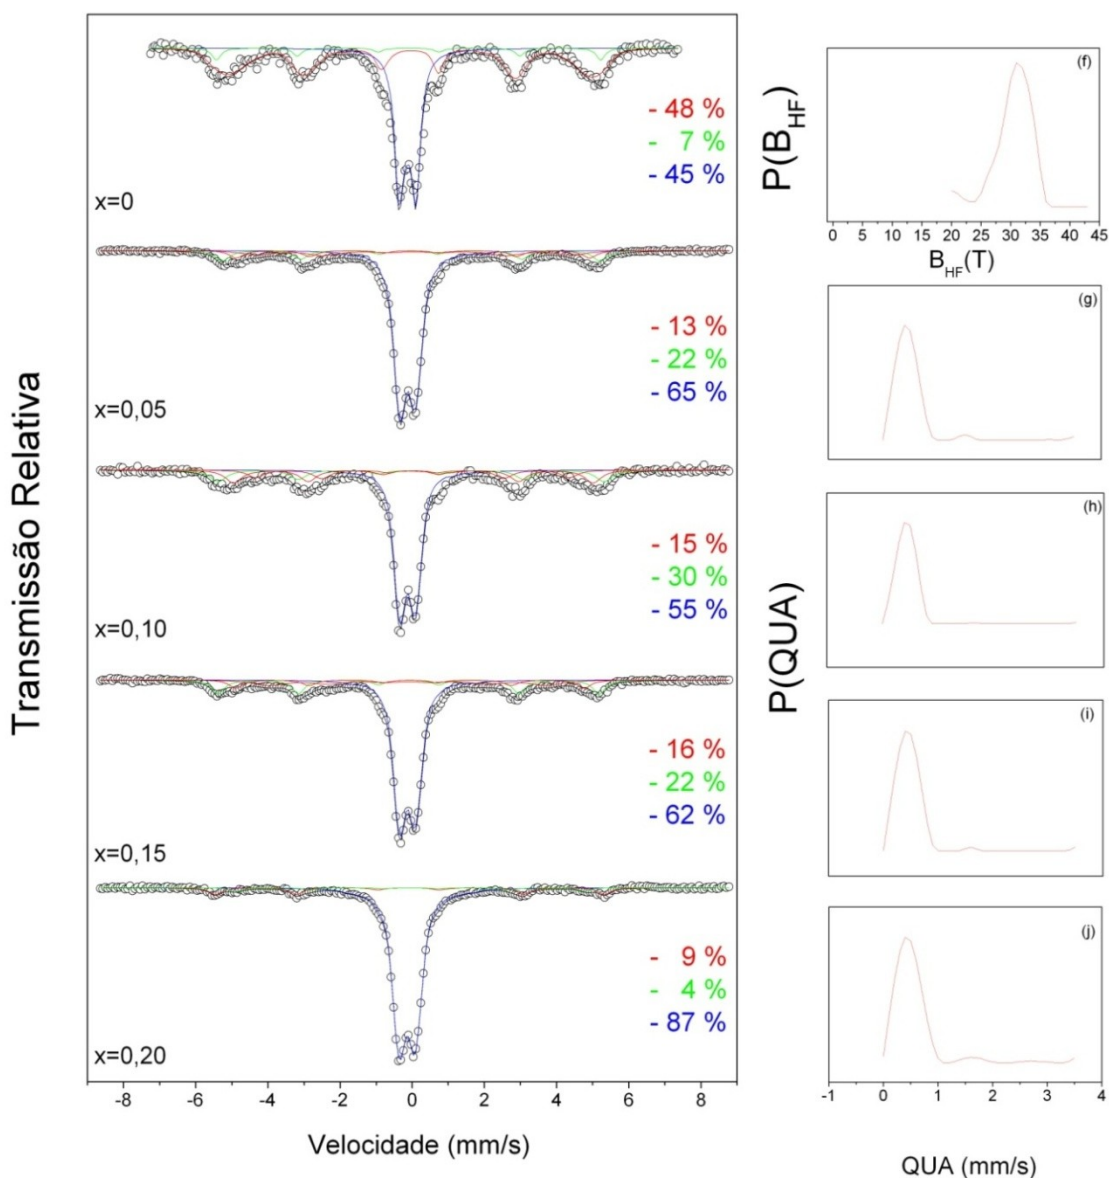 Transmissão Relativa
- 48 %
- 7 %
- 45 %
x=0
- 13 %
- 22 %
- 65 %
x=0,05
- 15 %
- 30 %
- 55 %
x=0,10
- 16 %
- 22 %
- 62 %
x=0,15
- 9 %
- 4 %
- 87 %
x=0,20
-8 -6 -4 -2 0 2 4 6 8
Velocidade (mm/s)
P(B_HF)
(f)
0 5 10 15 20 25 30 35 40 45
B_HF(T)
P(QUA)
(g)
(h)
(i)
(j)
-1 0 1 2 3 4
QUA (mm/s)